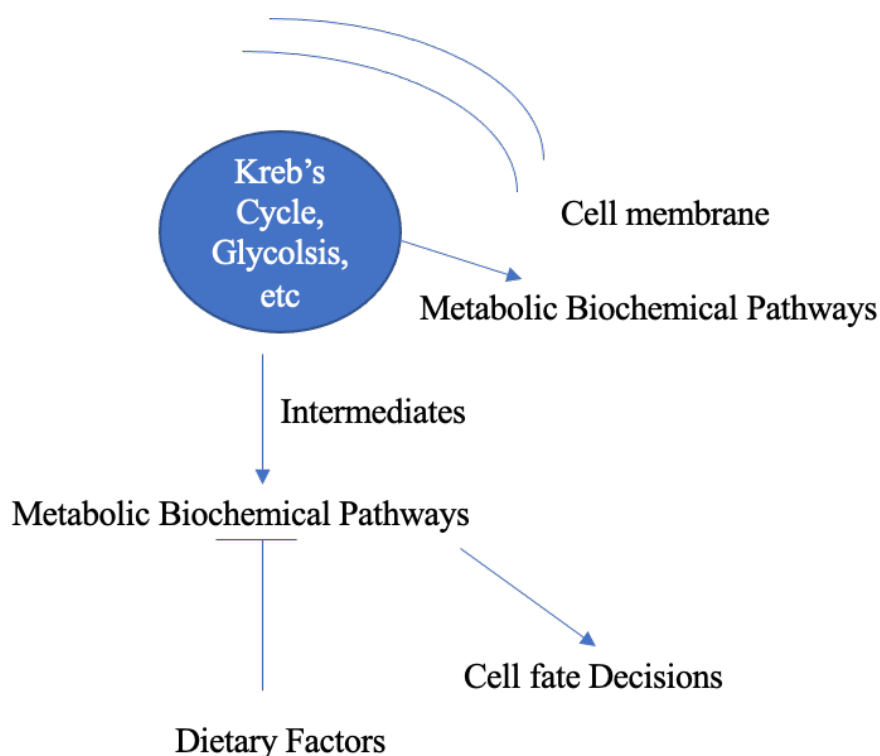 Kreb’s
Cycle,
Glycolsis,
etc
Cell membrane
Metabolic Biochemical Pathways
Intermediates
Metabolic Biochemical Pathways
Cell fate Decisions
Dietary Factors